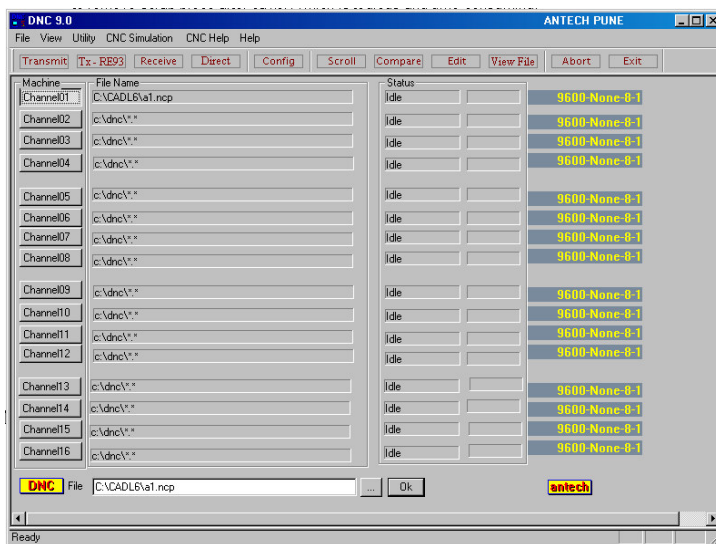 DNC 9.0 ANTECH PUNE
File View Utility CNC Simulation CNC Help Help
Transmit Tx - RE93 Receive Direct Config Scroll Compare Edit View File Abort Exit
Machine File Name Status
Channel01 C:\CADL6\a1.ncp Idle 9600-None-8-1
Channel02 c:\dnc\*.* Idle 9600-None-8-1
Channel03 c:\dnc\*.* Idle 9600-None-8-1
Channel04 c:\dnc\*.* Idle 9600-None-8-1
Channel05 c:\dnc\*.* Idle 9600-None-8-1
Channel06 c:\dnc\*.* Idle 9600-None-8-1
Channel07 c:\dnc\*.* Idle 9600-None-8-1
Channel08 c:\dnc\*.* Idle 9600-None-8-1
Channel09 c:\dnc\*.* Idle 9600-None-8-1
Channel10 c:\dnc\*.* Idle 9600-None-8-1
Channel11 c:\dnc\*.* Idle 9600-None-8-1
Channel12 c:\dnc\*.* Idle 9600-None-8-1
Channel13 c:\dnc\*.* Idle 9600-None-8-1
Channel14 c:\dnc\*.* Idle 9600-None-8-1
Channel15 c:\dnc\*.* Idle 9600-None-8-1
Channel16 c:\dnc\*.* Idle 9600-None-8-1
DNC File C:\CADL6\a1.ncp ... Ok antech
Ready